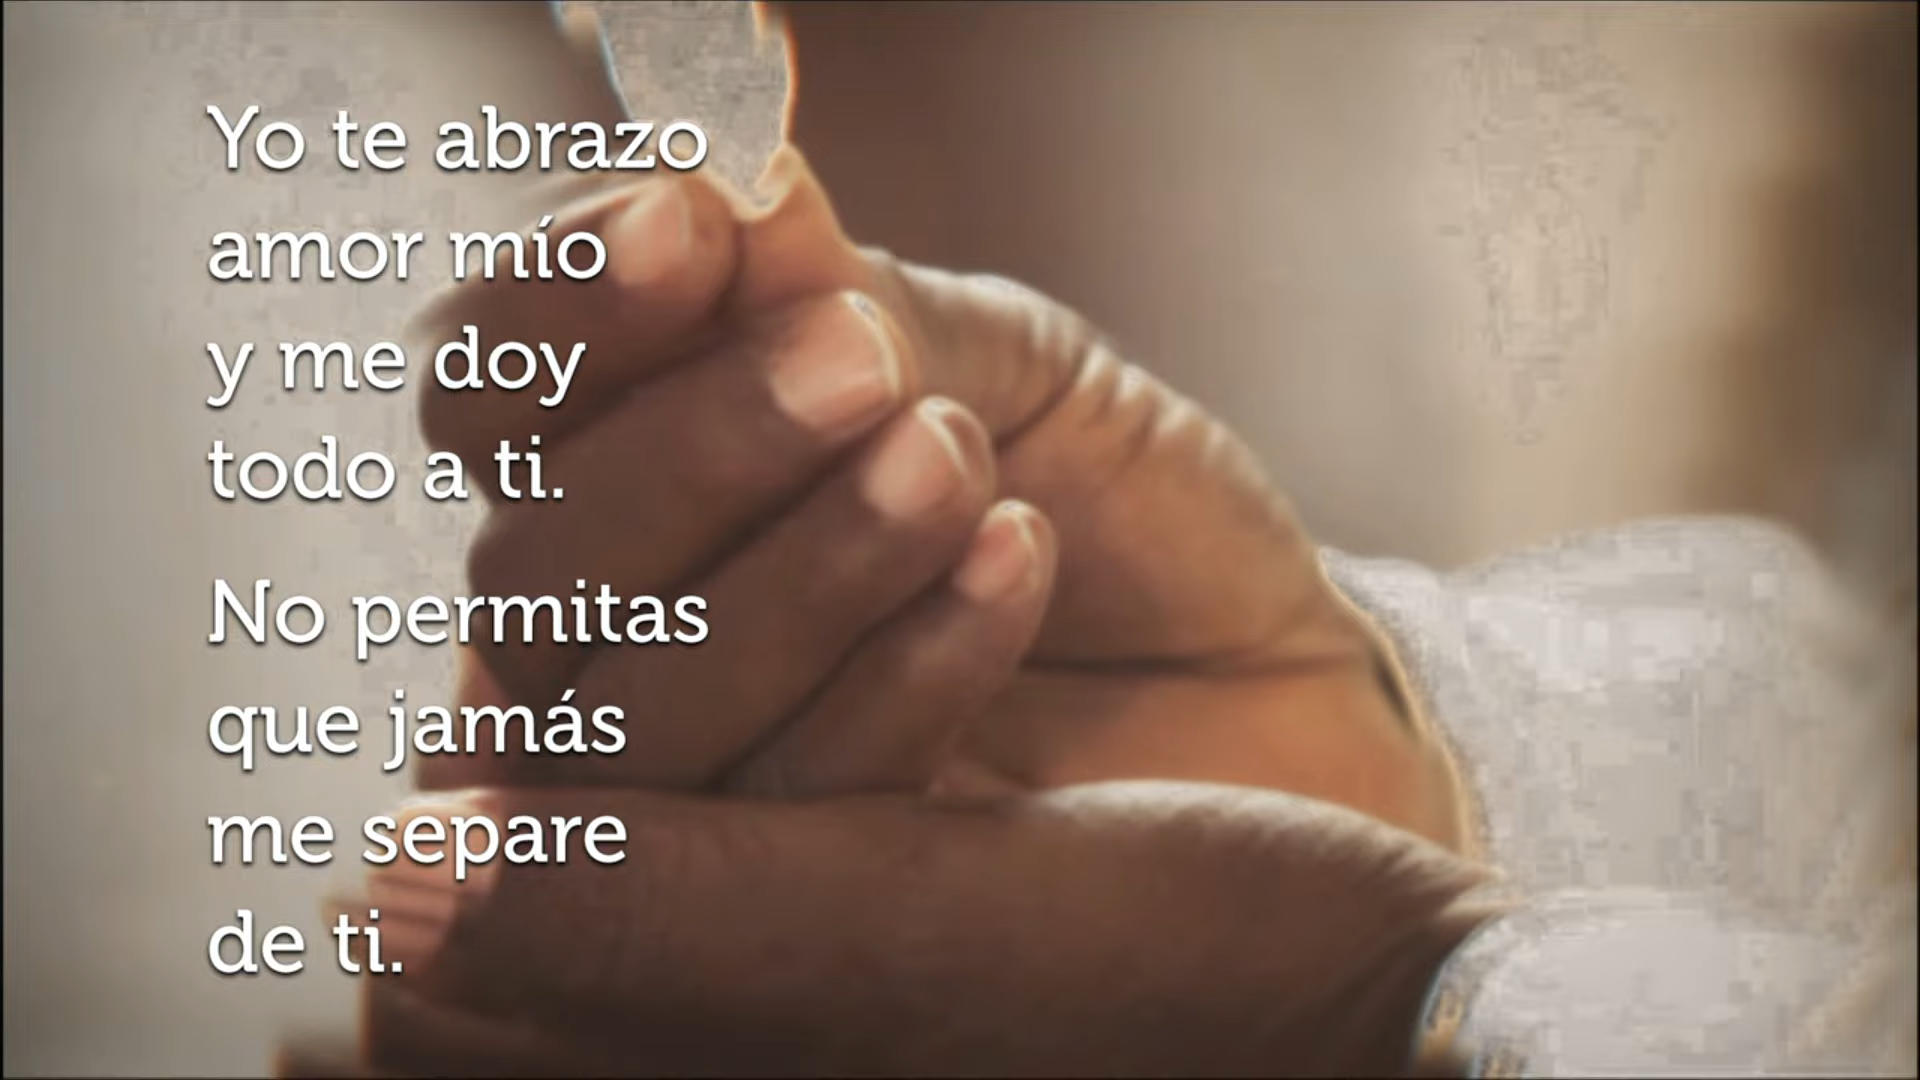 Yo te abrazo
amor mío
y me doy
todo a ti.
No permitas
que jamás
me separe
de ti.